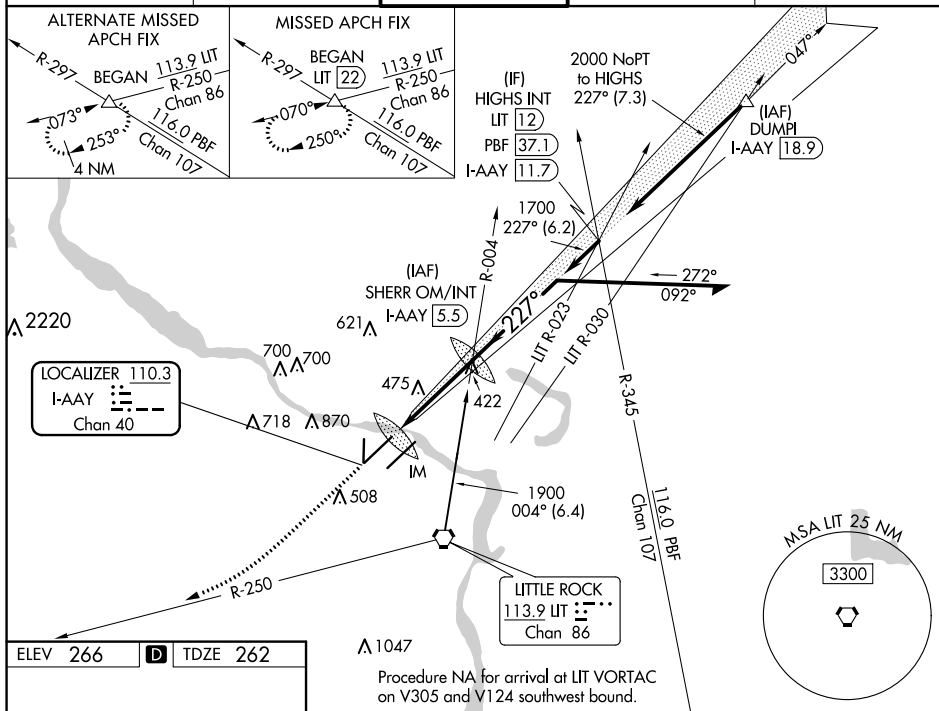 ALTERNATE MISSED
APCH FIX
R-297
BEGAN
113.9 LIT
R-250
Chan 86
073°
253°
116.0 PBF
Chan 107
4 NM
MISSED APCH FIX
R-297
BEGAN
LIT 22
113.9 LIT
R-250
Chan 86
070°
250°
116.0 PBF
Chan 107
(IF)
HIGHS INT
LIT 12
PBF 37.1
I-AAY 11.7
2000 NoPT
to HIGHS
227° (7.3)
047°
(IAF)
DUMPI
I-AAY 18.9
1700
227° (6.2)
R-004
(IAF)
SHERR OM/INT
I-AAY 5.5
227°
272°
092°
LIT R-023
LIT R-030
R-345
2220
621
700
700
475
422
LOCALIZER 110.3
I-AAY
Chan 40
718
870
IM
508
1900
004° (6.4)
116.0 PBF
Chan 107
MSA LIT 25 NM
3300
R-250
LITTLE ROCK
113.9 LIT
Chan 86
1047
ELEV 266
D
TDZE 262
Procedure NA for arrival at LIT VORTAC
on V305 and V124 southwest bound.